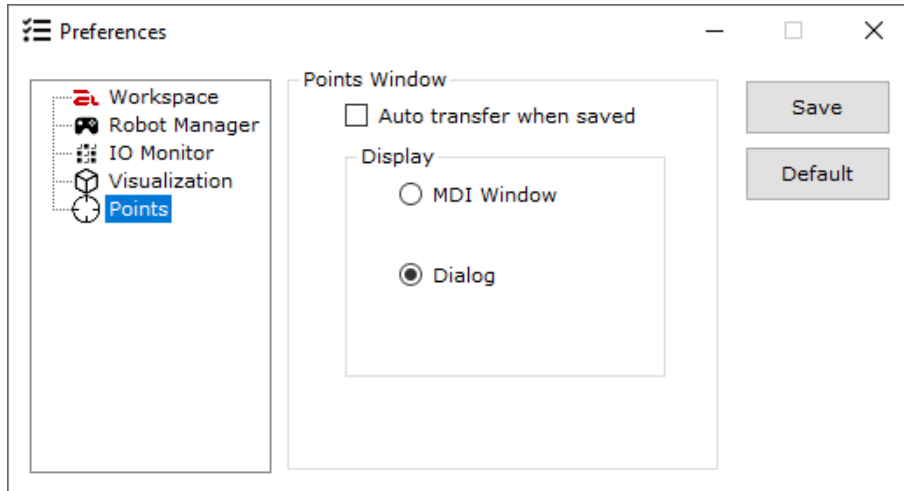 Preferences
Workspace
Robot Manager
IO Monitor
Visualization
Points
Points Window
Auto transfer when saved
Display
MDI Window
Dialog
Save
Default